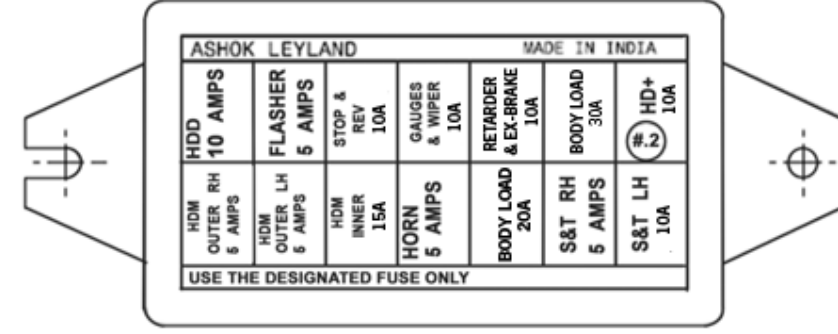 ASHOK LEYLAND MADE IN INDIA
HDD
10 AMPS
FLASHER
5 AMPS
STOP &
REV
10A
GAUGES
& WIPER
10A
RETARDER
& EX-BRAKE
10A
BODY LOAD
30A
HD+
10A
#.2
HDM
OUTER RH
5 AMPS
HDM
OUTER LH
5 AMPS
HDM
INNER
15A
HORN
5 AMPS
BODY LOAD
20A
S&T RH
5 AMPS
S&T LH
10A
USE THE DESIGNATED FUSE ONLY